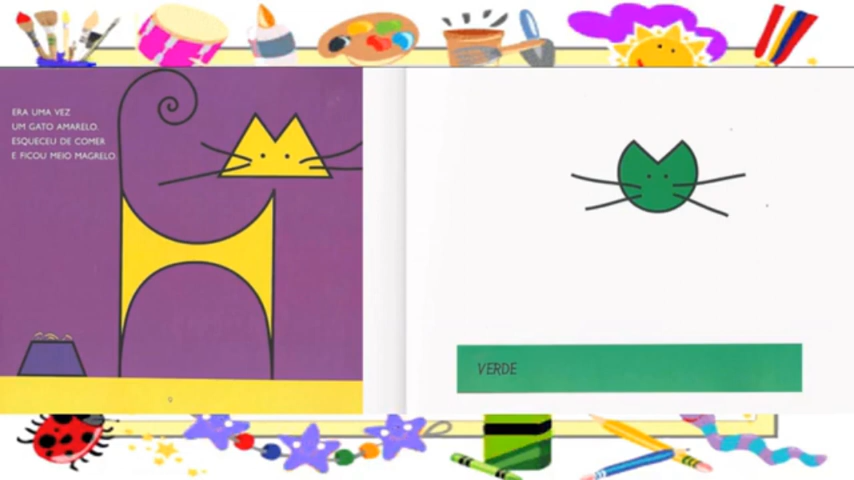 ERA UMA VEZ
UM GATO AMARELO.
ESQUECEU DE COMER
E FICOU MEIO MAGRELO.
VERDE